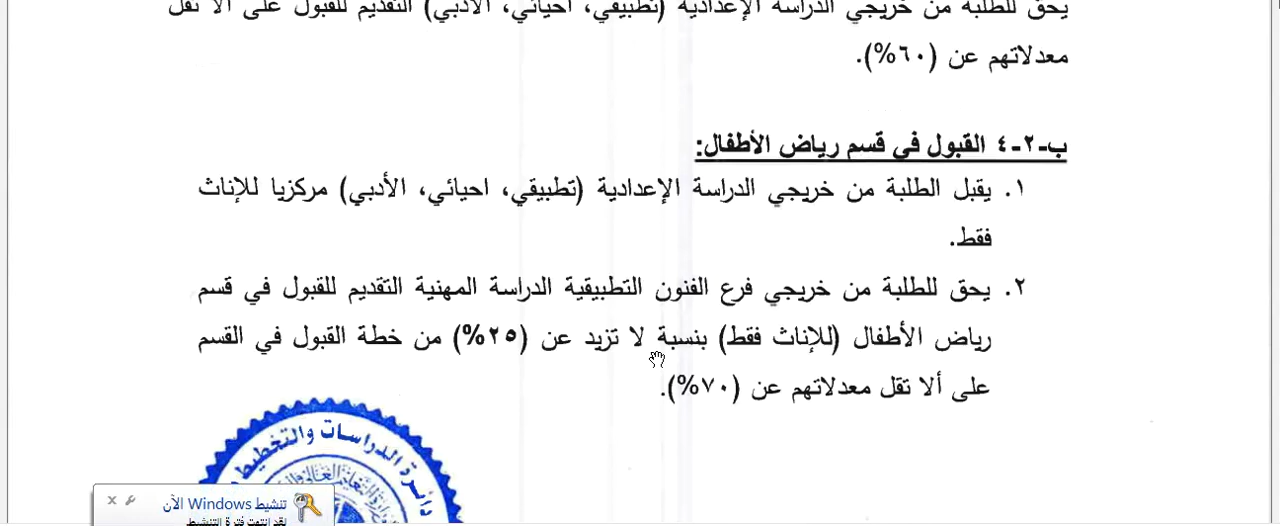 يحق للطلبة من خريجي الدراسة الإعدادية (تطبيقي، احيائي، الأدبي) التقديم للقبول على ألا تقل
معدلاتهم عن (٦٠%).
ب-٢-٤ القبول في قسم رياض الأطفال:
١. يقبل الطلبة من خريجي الدراسة الإعدادية (تطبيقي، احيائي، الأدبي) مركزيا للإناث
فقط.
٢. يحق للطلبة من خريجي فرع الفنون التطبيقية الدراسة المهنية التقديم للقبول في قسم
رياض الأطفال (للإناث فقط) بنسبة لا تزيد عن (٢٥%) من خطة القبول في القسم
على ألا تقل معدلاتهم عن (٧٠%).
دائرة الدراسات والتخطيط
تنشيط Windows الآن
لقد انتهت فترة التنشيط